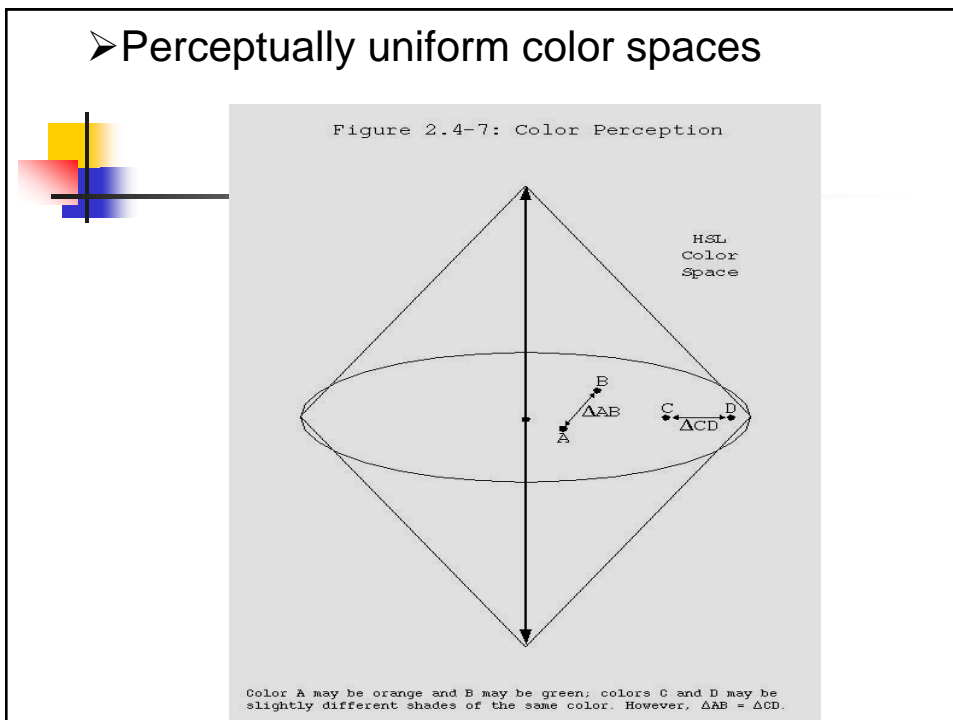 ➢Perceptually uniform color spaces
Figure 2.4-7: Color Perception
HSL
Color
Space
B
ΔAB
A
C
D
ΔCD
Color A may be orange and B may be green; colors C and D may be
slightly different shades of the same color. However, ΔAB = ΔCD.